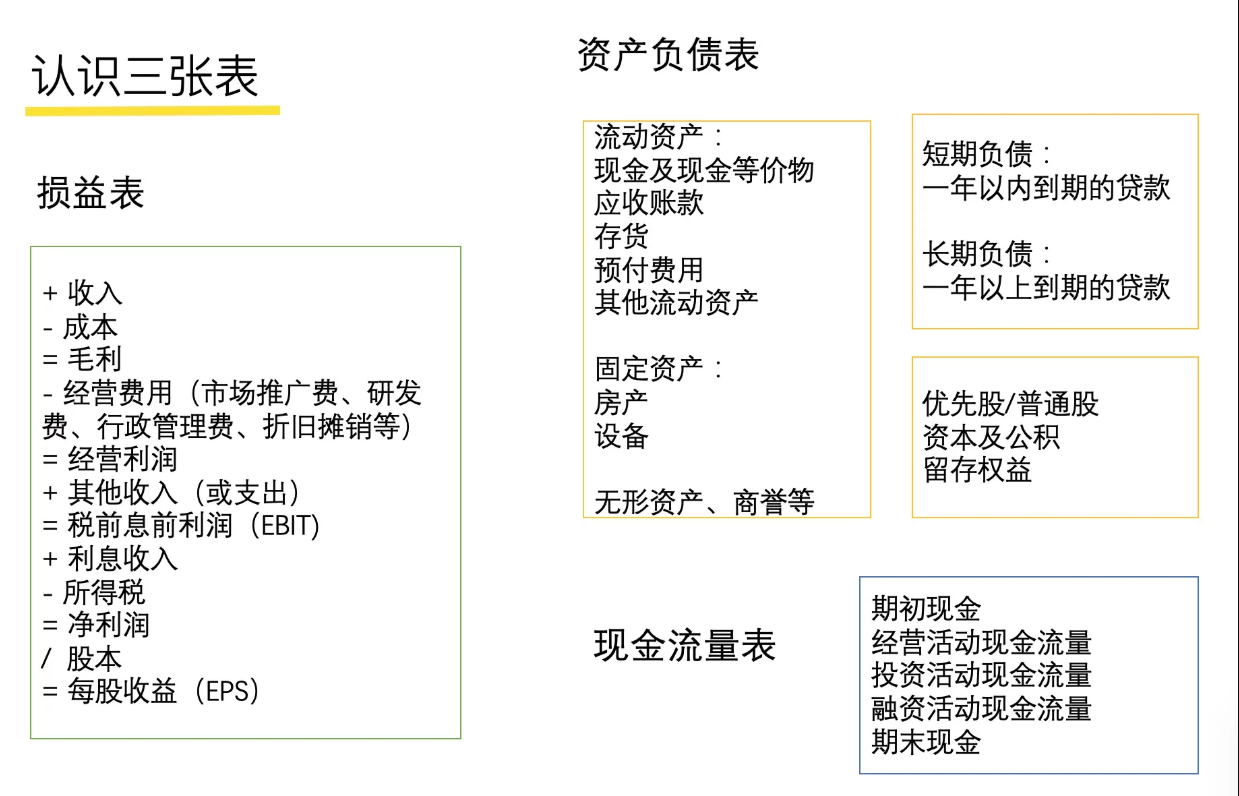 认识三张表
损益表
+ 收入
- 成本
= 毛利
- 经营费用（市场推广费、研发
费、行政管理费、折旧摊销等）
= 经营利润
+ 其他收入（或支出）
= 税前息前利润（EBIT)
+ 利息收入
- 所得税
= 净利润
/ 股本
= 每股收益（EPS）
资产负债表
流动资产：
现金及现金等价物
应收账款
存货
预付费用
其他流动资产
固定资产：
房产
设备
无形资产、商誉等
短期负债：
一年以内到期的贷款
长期负债：
一年以上到期的贷款
优先股/普通股
资本及公积
留存权益
现金流量表
期初现金
经营活动现金流量
投资活动现金流量
融资活动现金流量
期末现金